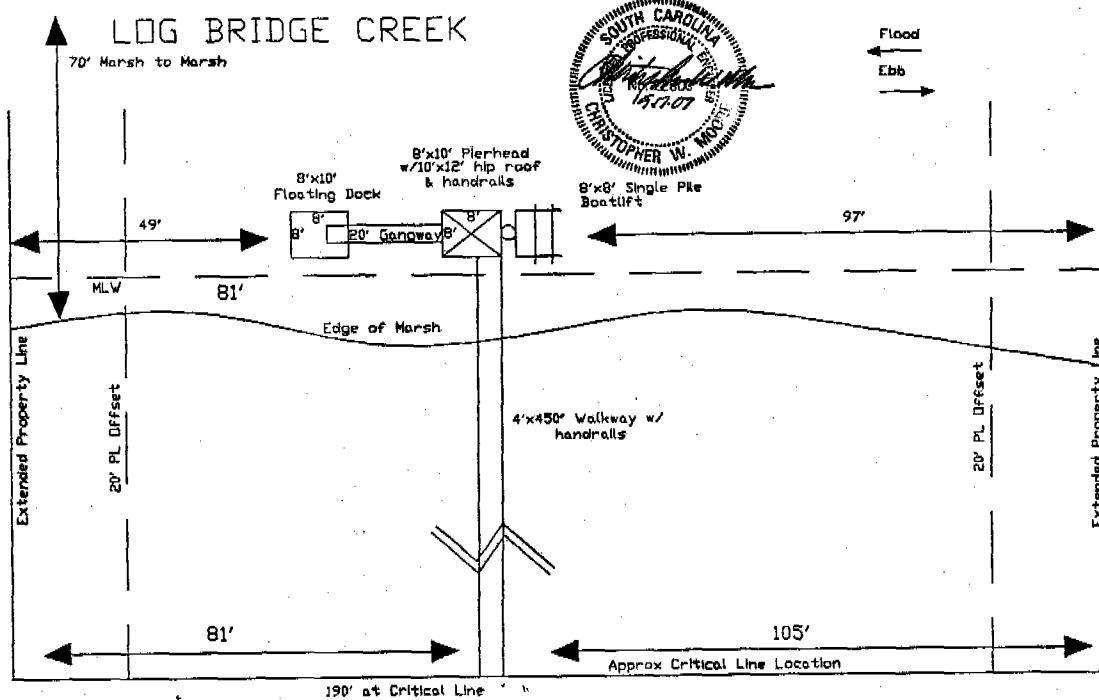 LOG BRIDGE CREEK
70' Marsh to Marsh
SOUTH CAROLINA
LICENSED PROFESSIONAL ENGINEER
CHRISTOPHER W. MOORE
Flood
Ebb
8'x10' Pierhead
w/10'x12' hip roof
& handrails
8'x10'
Floating Dock
8'x8' Single Pile
Boatlift
49'
8'
8'
20' Gangway
8'
8'
97'
MLW
81'
Edge of Marsh
Extended Property Line
20' PL Offset
4'x450' Walkway w/
handrails
20' PL Offset
Extended Property Line
81'
105'
Approx Critical Line Location
190' at Critical Line